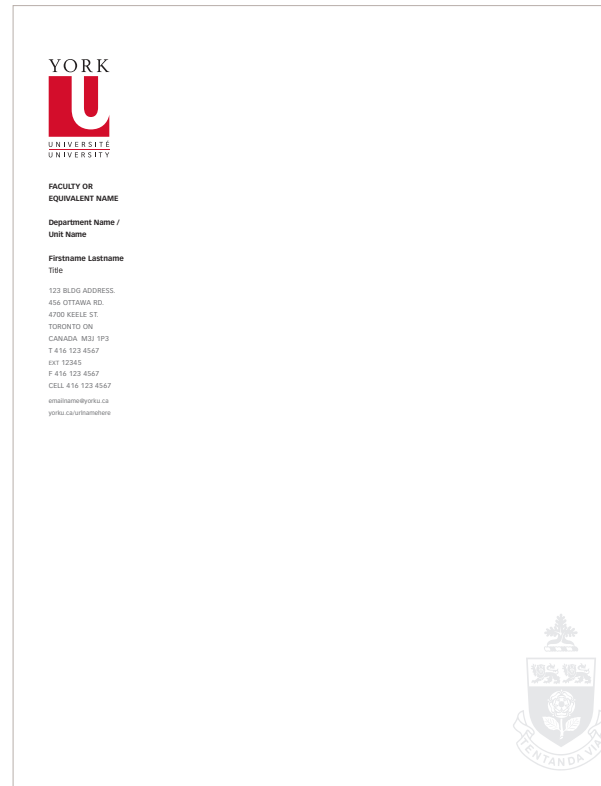 YORK
U
UNIVERSITÉ
UNIVERSITY
FACULTY OR
EQUIVALENT NAME
Department Name /
Unit Name
Firstname Lastname
Title
123 BLDG ADDRESS.
456 OTTAWA RD.
4700 KEELE ST.
TORONTO ON
CANADA M3J 1P3
T 416 123 4567
EXT 12345
F 416 123 4567
CELL 416 123 4567
emailname@yorku.ca
yorku.ca/urlnamehere
TENTANDA VIA